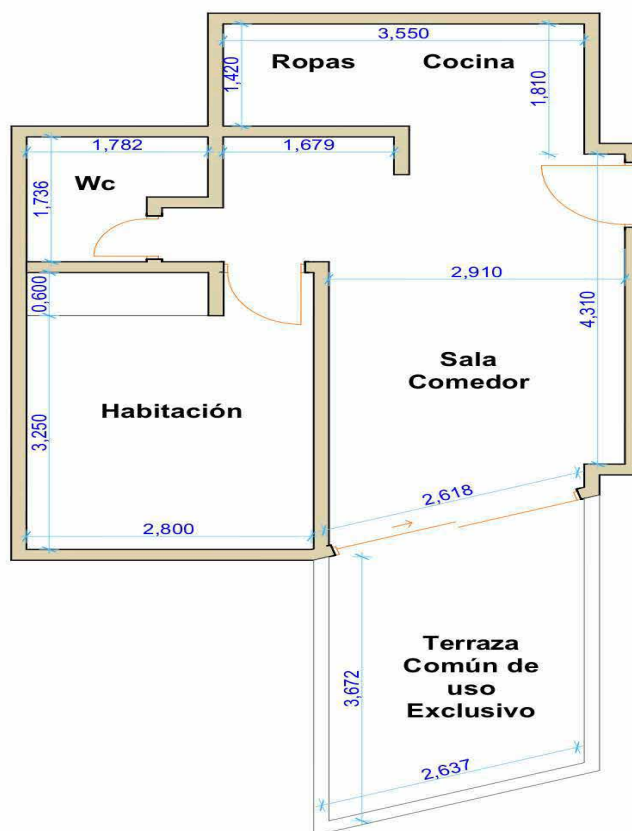 3,550
Ropas Cocina
1,420
1,810
1,782
1,679
Wc
1,736
0,600
2,910
4,310
Sala
Comedor
Habitación
3,250
2,618
2,800
Terraza
Común de
uso
Exclusivo
3,672
2,637